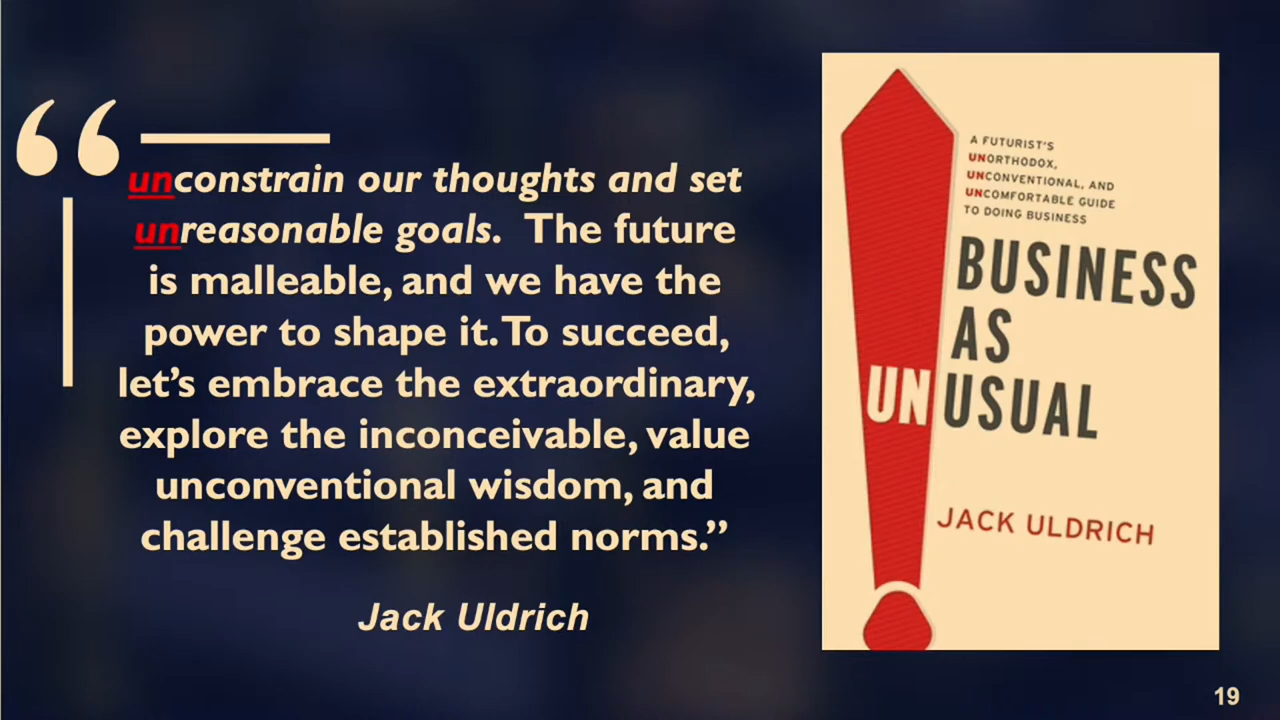 “unconstrain our thoughts and set
unreasonable goals. The future
is malleable, and we have the
power to shape it. To succeed,
let’s embrace the extraordinary,
explore the inconceivable, value
unconventional wisdom, and
challenge established norms.”
Jack Uldrich
A FUTURIST'S
UNORTHODOX,
UNCONVENTIONAL, AND
UNCOMFORTABLE GUIDE
TO DOING BUSINESS
BUSINESS
AS
UNUSUAL
JACK ULDRICH
19